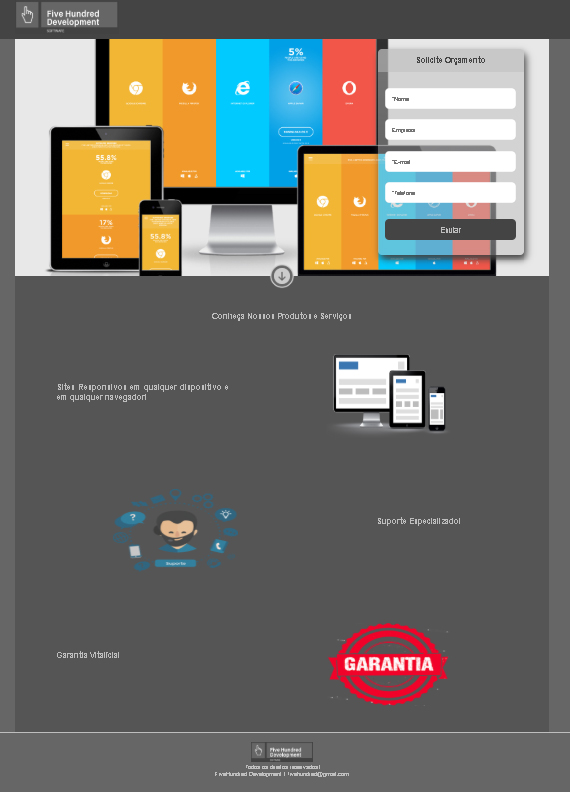 Five Hundred
Development
SOFTWARE
5%
55.8%
17%
55.8%
Solicite Orçamento
*Nome
Empresa
*E-mail
*Telefone
Enviar
Conheça Nossos Produtos e Serviços
Sites Responsivos em qualquer dispositivo e
em qualquer navegador!
?
Suporte Especializado!
Garantia Vitalícia!
GARANTIA
Five Hundred
Development
Todos os direitos reservados!
FiveHundred Development | fivehundred@gmail.com